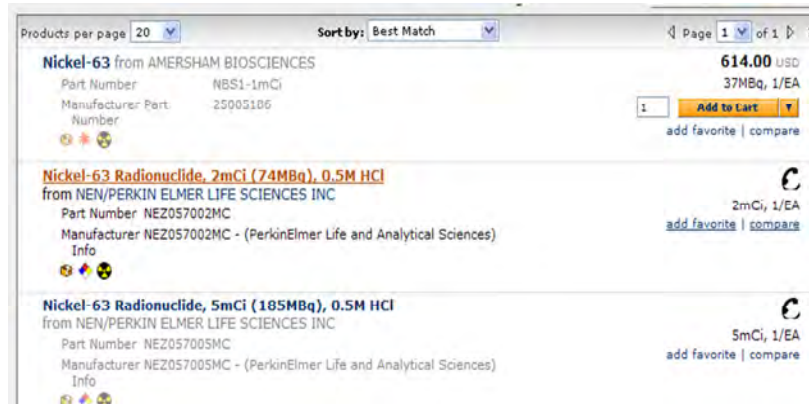 Products per page 20 Sort by: Best Match Page 1 of 1
Nickel-63 from AMERSHAM BIOSCIENCES 614.00 USD
Part Number NBS1-1mCi 37MBq, 1/EA
Manufacturer Part 25005186 1 Add to Cart
Number add favorite | compare
Nickel-63 Radionuclide, 2mCi (74MBq), 0.5M HCl
from NEN/PERKIN ELMER LIFE SCIENCES INC
Part Number NEZ057002MC 2mCi, 1/EA
Manufacturer NEZ057002MC - (PerkinElmer Life and Analytical Sciences) add favorite | compare
Info
Nickel-63 Radionuclide, 5mCi (185MBq), 0.5M HCl
from NEN/PERKIN ELMER LIFE SCIENCES INC
Part Number NEZ057005MC 5mCi, 1/EA
Manufacturer NEZ057005MC - (PerkinElmer Life and Analytical Sciences) add favorite | compare
Info